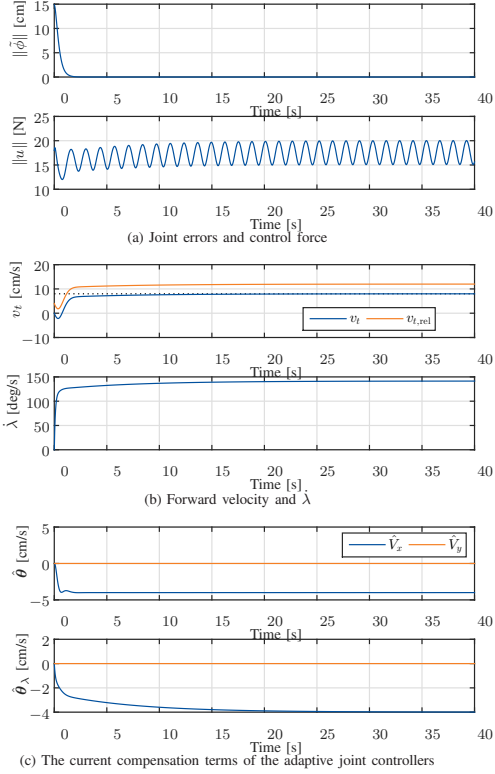 15
10
5
0
‖ϕ̃‖ [cm]
0 5 10 15 20 25 30 35 40
Time [s]
25
20
15
10
‖u‖ [N]
0 5 10 15 20 25 30 35 40
Time [s]
(a) Joint errors and control force
20
10
0
−10
v_t [cm/s]
v_t v_{t,rel}
0 5 10 15 20 25 30 35 40
Time [s]
150
100
50
0
λ̇ [deg/s]
0 5 10 15 20 25 30 35 40
Time [s]
(b) Forward velocity and λ̇
5
0
−5
θ̂ [cm/s]
V̂_x V̂_y
0 5 10 15 20 25 30 35 40
Time [s]
2
0
−2
−4
θ̂_λ [cm/s]
0 5 10 15 20 25 30 35 40
Time [s]
(c) The current compensation terms of the adaptive joint controllers